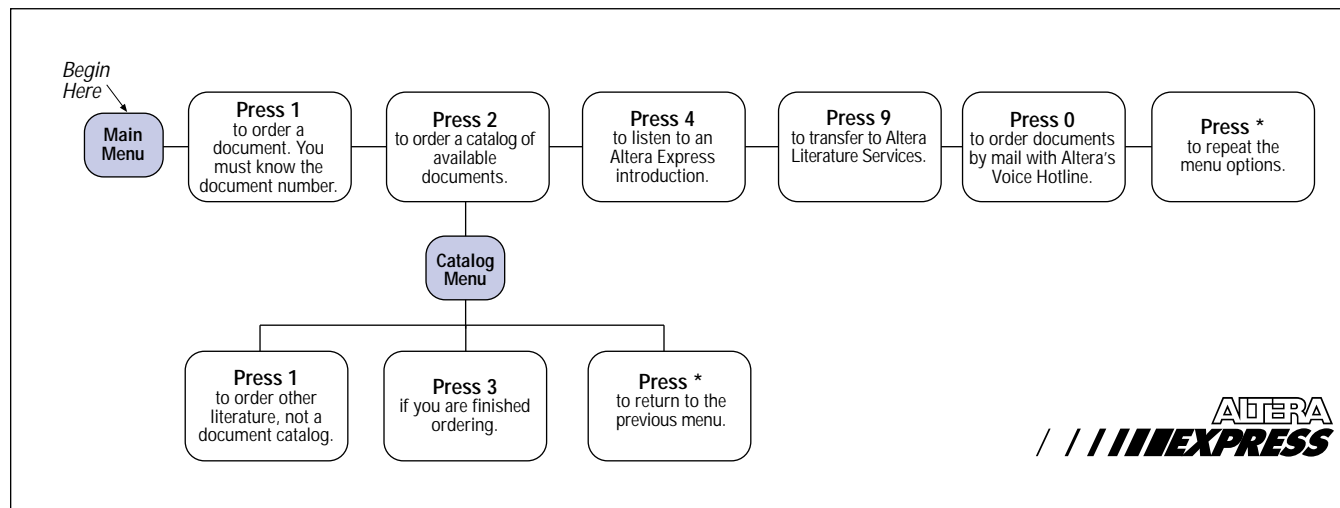 Begin
Here
Main
Menu
Press 1
to order a
document. You
must know the
document number.
Press 2
to order a catalog of
available
documents.
Press 4
to listen to an
Altera Express
introduction.
Press 9
to transfer to Altera
Literature Services.
Press 0
to order documents
by mail with Altera's
Voice Hotline.
Press *
to repeat the
menu options.
Catalog
Menu
Press 1
to order other
literature, not a
document catalog.
Press 3
if you are finished
ordering.
Press *
to return to the
previous menu.
ALTERA
EXPRESS